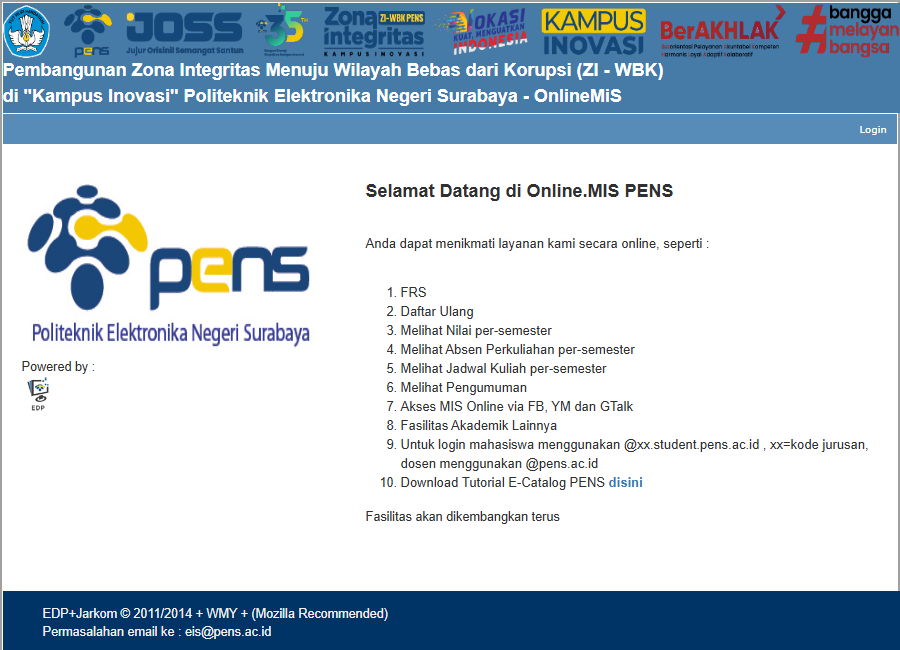 pens
JOSS
Jujur Orisinil Semangat Santun
35
Zona ZI-WBK PENS
integritas
KAMPUS INOVASI
LOKASI
KUAT, MENGUATKAN
INDONESIA
KAMPUS
INOVASI
BerAKHLAK
Berorientasi Pelayanan Akuntabel Kompeten
Harmonis Loyal Adaptif Kolaboratif
#bangga
melayani
bangsa
Pembangunan Zona Integritas Menuju Wilayah Bebas dari Korupsi (ZI - WBK)
di "Kampus Inovasi" Politeknik Elektronika Negeri Surabaya - OnlineMiS
Login
pens
Politeknik Elektronika Negeri Surabaya
Powered by :
EDP
Selamat Datang di Online.MIS PENS
Anda dapat menikmati layanan kami secara online, seperti :
1. FRS
2. Daftar Ulang
3. Melihat Nilai per-semester
4. Melihat Absen Perkuliahan per-semester
5. Melihat Jadwal Kuliah per-semester
6. Melihat Pengumuman
7. Akses MIS Online via FB, YM dan GTalk
8. Fasilitas Akademik Lainnya
9. Untuk login mahasiswa menggunakan @xx.student.pens.ac.id , xx=kode jurusan,
dosen menggunakan @pens.ac.id
10. Download Tutorial E-Catalog PENS disini
Fasilitas akan dikembangkan terus
EDP+Jarkom © 2011/2014 + WMY + (Mozilla Recommended)
Permasalahan email ke : eis@pens.ac.id